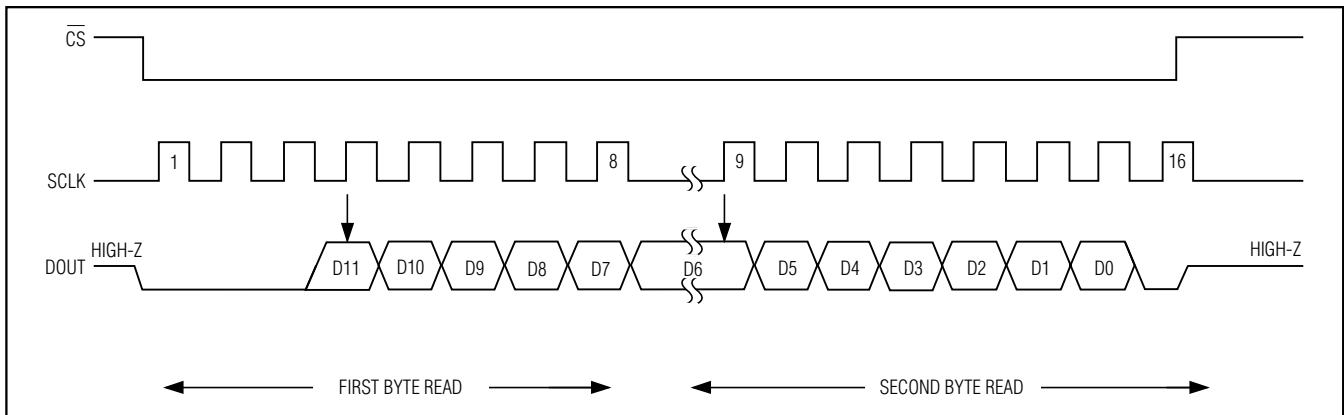 C̅S̅
1 8 9 16
SCLK
HIGH-Z HIGH-Z
DOUT D11 D10 D9 D8 D7 D6 D5 D4 D3 D2 D1 D0
FIRST BYTE READ SECOND BYTE READ